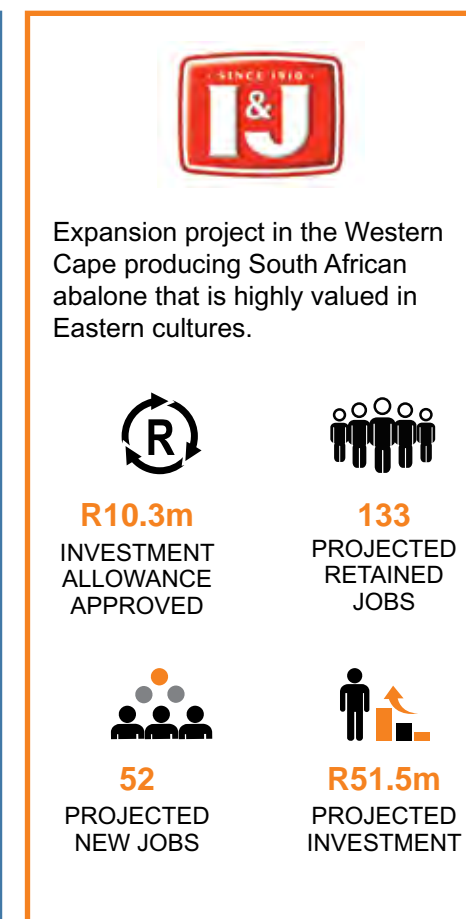 SINCE 1910
I&J
Expansion project in the Western
Cape producing South African
abalone that is highly valued in
Eastern cultures.
R
R10.3m
INVESTMENT
ALLOWANCE
APPROVED
133
PROJECTED
RETAINED
JOBS
52
PROJECTED
NEW JOBS
R51.5m
PROJECTED
INVESTMENT